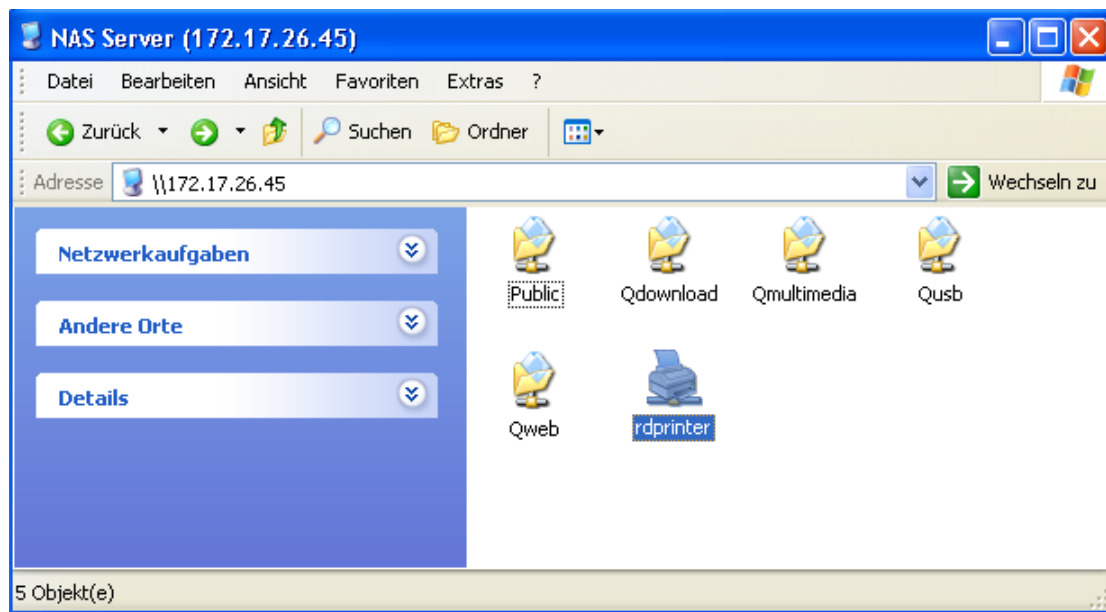 NAS Server (172.17.26.45)
Datei Bearbeiten Ansicht Favoriten Extras ?
Zurück Suchen Ordner
Adresse \\172.17.26.45 Wechseln zu
Netzwerkaufgaben
Andere Orte
Details
Public Qdownload Qmultimedia Qusb
Qweb rdprinter
5 Objekt(e)